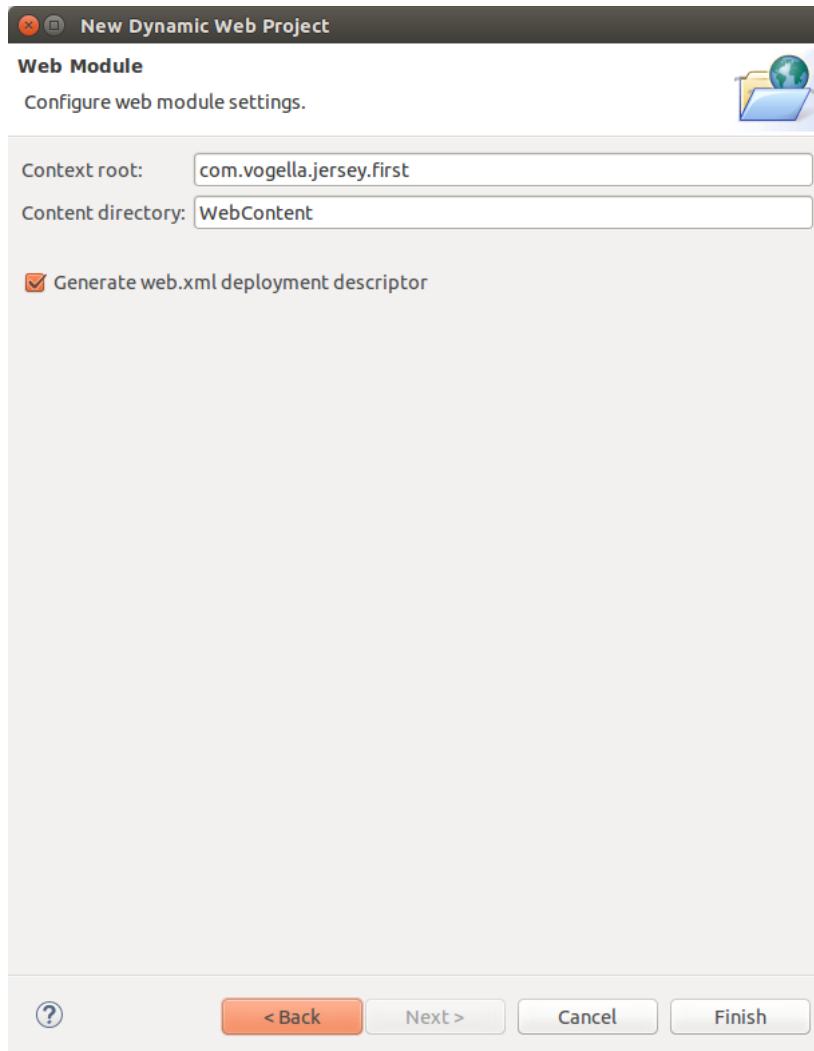 New Dynamic Web Project
Web Module
Configure web module settings.
Context root: com.vogella.jersey.first
Content directory: WebContent
Generate web.xml deployment descriptor
? < Back Next > Cancel Finish